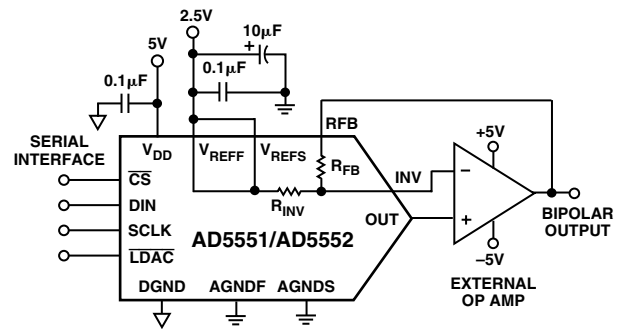 2.5V
10µF
+
5V
0.1µF
0.1µF
RFB
SERIAL
INTERFACE
VDD
VREFF
VREFS
RFB
+5V
CS
INV
–
DIN
RINV
SCLK
OUT
+
BIPOLAR
OUTPUT
LDAC
AD5551/AD5552
–5V
DGND
AGNDF
AGNDS
EXTERNAL
OP AMP